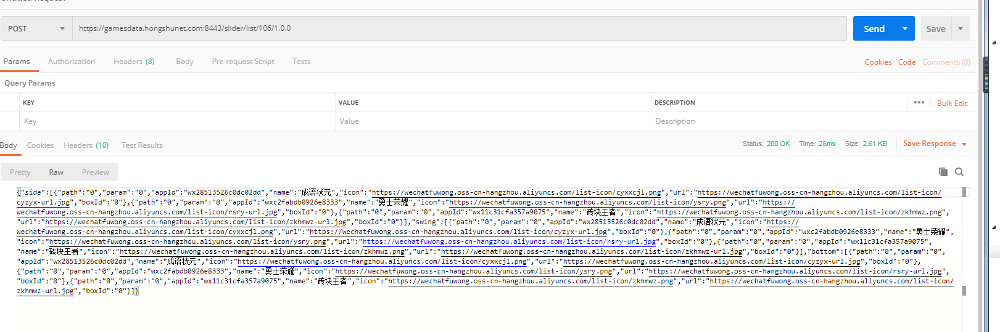 Untitled Request
POST https://gamesdata.hongshunet.com:8443/slider/list/106/1.0.0 Send Save
Params Authorization Headers (8) Body Pre-request Script Tests Cookies Code Comments (0)
Query Params
KEY VALUE DESCRIPTION ••• Bulk Edit
Key Value Description
Body Cookies Headers (10) Test Results Status: 200 OK Time: 28ms Size: 2.61 KB Save Response
Pretty Raw Preview
{"side":[{"path":"0","param":"0","appId":"wx28513526c0dc02dd","name":"成语状元","icon":"https://wechatfuwong.oss-cn-hangzhou.aliyuncs.com/list-icon/cyxxcjl.png","url":"https://wechatfuwong.oss-cn-hangzhou.aliyuncs.com/list-icon/
cyzyx-url.jpg","boxId":"0"},{"path":"0","param":"0","appId":"wxc2fabdb0926e8333","name":"勇士荣耀","icon":"https://wechatfuwong.oss-cn-hangzhou.aliyuncs.com/list-icon/ysry.png","url":"https://
wechatfuwong.oss-cn-hangzhou.aliyuncs.com/list-icon/rsry-url.jpg","boxId":"0"},{"path":"0","param":"0","appId":"wx11c31cfa357a9075","name":"砖块王者","icon":"https://wechatfuwong.oss-cn-hangzhou.aliyuncs.com/list-icon/zkhmwz.png",
"url":"https://wechatfuwong.oss-cn-hangzhou.aliyuncs.com/list-icon/zkhmwz-url.jpg","boxId":"0"}],"swing":[{"path":"0","param":"0","appId":"wx28513526c0dc02dd","name":"成语状元","icon":"https://
wechatfuwong.oss-cn-hangzhou.aliyuncs.com/list-icon/cyxxcjl.png","url":"https://wechatfuwong.oss-cn-hangzhou.aliyuncs.com/list-icon/cyzyx-url.jpg","boxId":"0"},{"path":"0","param":"0","appId":"wxc2fabdb0926e8333","name":"勇士荣耀",
"icon":"https://wechatfuwong.oss-cn-hangzhou.aliyuncs.com/list-icon/ysry.png","url":"https://wechatfuwong.oss-cn-hangzhou.aliyuncs.com/list-icon/rsry-url.jpg","boxId":"0"},{"path":"0","param":"0","appId":"wx11c31cfa357a9075",
"name":"砖块王者","icon":"https://wechatfuwong.oss-cn-hangzhou.aliyuncs.com/list-icon/zkhmwz.png","url":"https://wechatfuwong.oss-cn-hangzhou.aliyuncs.com/list-icon/zkhmwz-url.jpg","boxId":"0"}],"bottom":[{"path":"0","param":"0",
"appId":"wx28513526c0dc02dd","name":"成语状元","icon":"https://wechatfuwong.oss-cn-hangzhou.aliyuncs.com/list-icon/cyxxcjl.png","url":"https://wechatfuwong.oss-cn-hangzhou.aliyuncs.com/list-icon/cyzyx-url.jpg","boxId":"0"},
{"path":"0","param":"0","appId":"wxc2fabdb0926e8333","name":"勇士荣耀","icon":"https://wechatfuwong.oss-cn-hangzhou.aliyuncs.com/list-icon/ysry.png","url":"https://wechatfuwong.oss-cn-hangzhou.aliyuncs.com/list-icon/rsry-url.jpg",
"boxId":"0"},{"path":"0","param":"0","appId":"wx11c31cfa357a9075","name":"砖块王者","icon":"https://wechatfuwong.oss-cn-hangzhou.aliyuncs.com/list-icon/zkhmwz.png","url":"https://wechatfuwong.oss-cn-hangzhou.aliyuncs.com/list-icon/
zkhmwz-url.jpg","boxId":"0"}]}